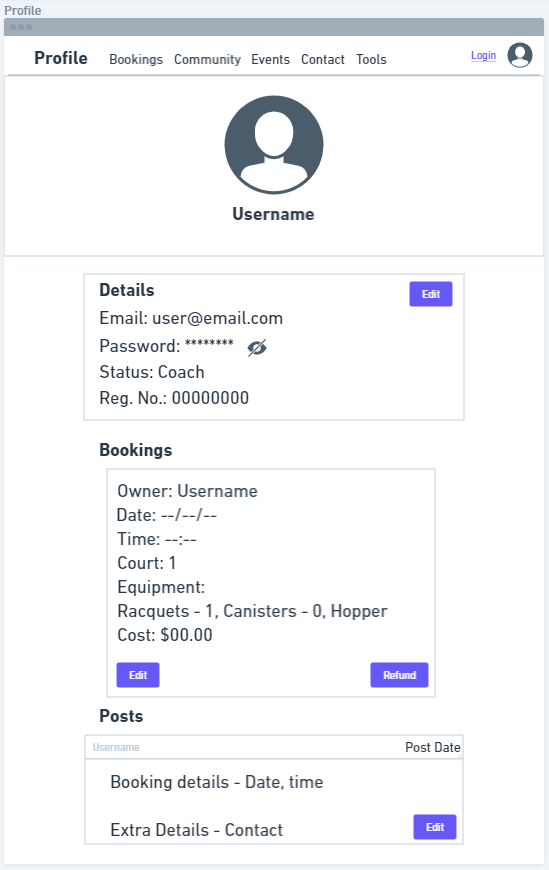 Profile
Profile Bookings Community Events Contact Tools Login
Username
Details Edit
Email: user@email.com
Password: ********
Status: Coach
Reg. No.: 00000000
Bookings
Owner: Username
Date: --/--/--
Time: --:--
Court: 1
Equipment:
Racquets - 1, Canisters - 0, Hopper
Cost: $00.00
Edit Refund
Posts
Username Post Date
Booking details - Date, time
Extra Details - Contact Edit